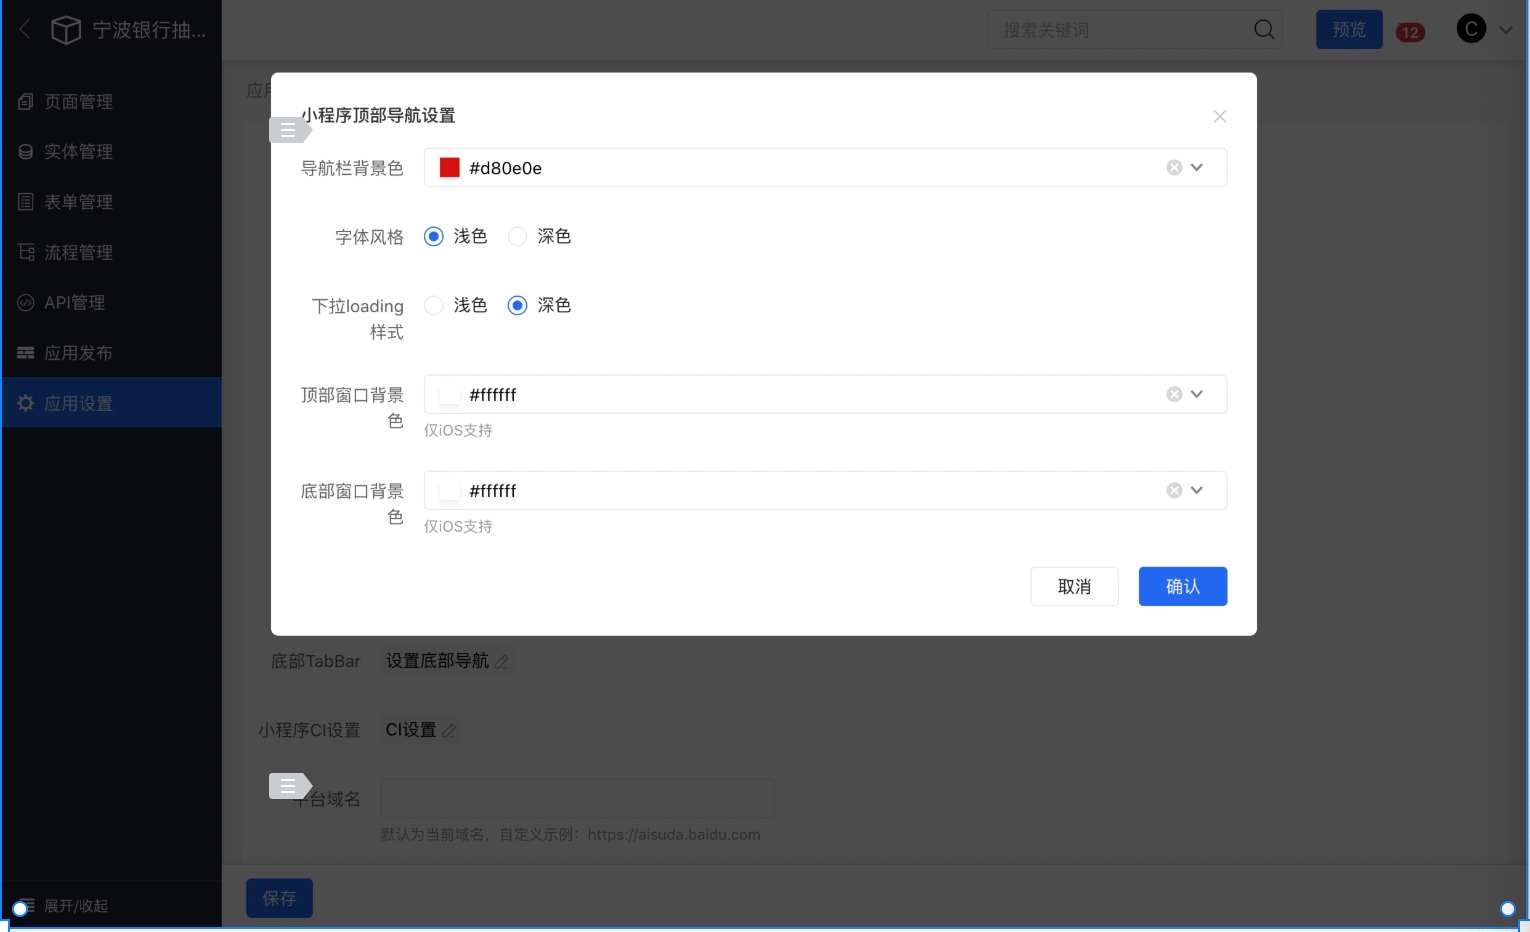 宁波银行抽...
搜索关键词
预览
12
C
页面管理
实体管理
表单管理
流程管理
API管理
应用发布
应用设置
展开/收起
应用
小程序顶部导航设置
导航栏背景色
#d80e0e
字体风格
浅色
深色
下拉loading
样式
浅色
深色
顶部窗口背景
色
#ffffff
仅iOS支持
底部窗口背景
色
#ffffff
仅iOS支持
取消
确认
底部TabBar
设置底部导航
小程序CI设置
CI设置
平台域名
默认为当前域名，自定义示例：https://aisuda.baidu.com
保存